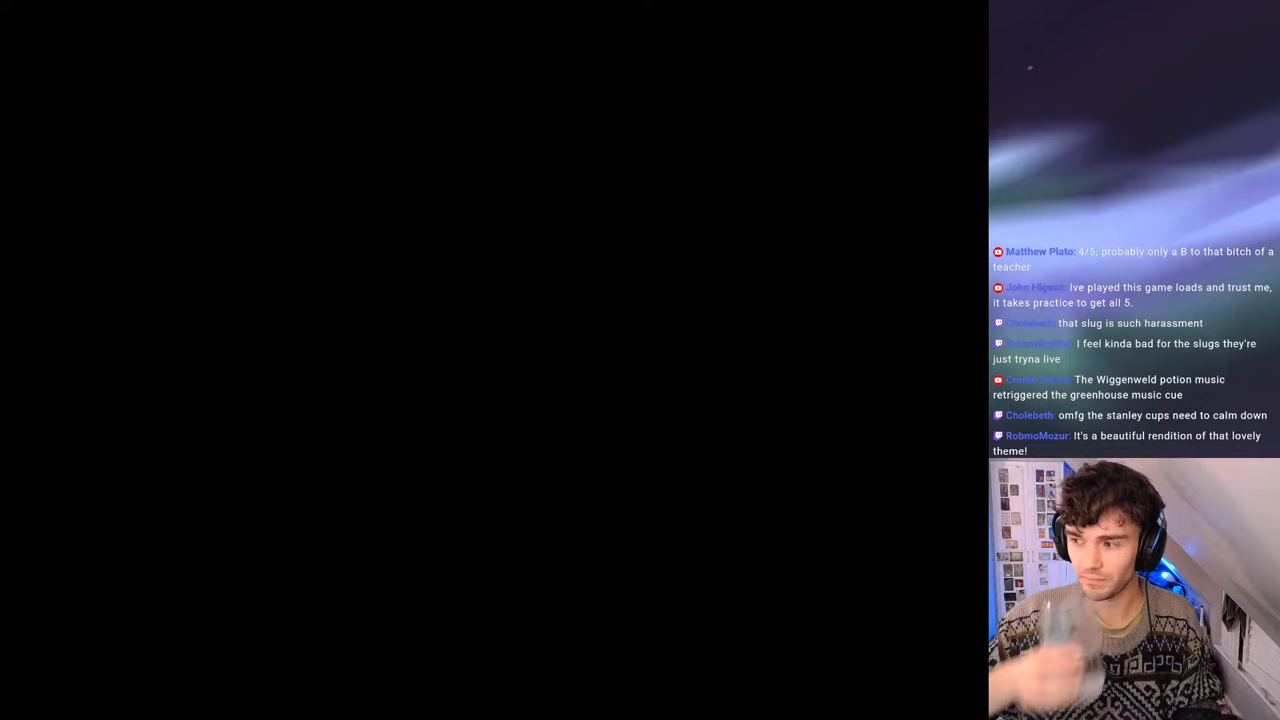 Matthew Plato: 4/5, probably only a B to that bitch of a
teacher
Ive played this game loads and trust me,
it takes practice to get all 5.
Cholebeth: that slug is such harassment
I feel kinda bad for the slugs they're
just tryna live
The Wiggenweld potion music
retriggered the greenhouse music cue
Cholebeth: omfg the stanley cups need to calm down
RobmoMozur: It's a beautiful rendition of that lovely
theme!